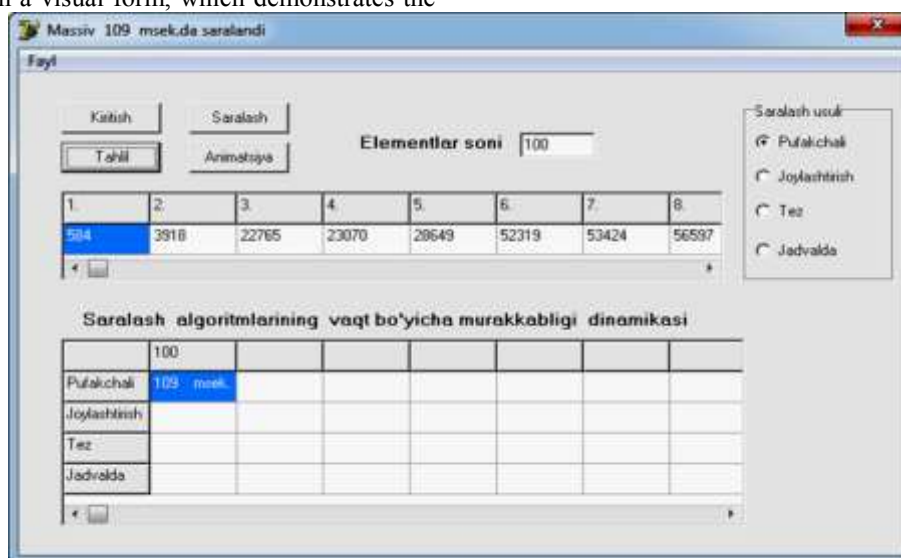 n a visual form, which demonstrates the
Massiv 109 msek.da saralandi
Fayl
Kiritish Saralash
Tahlil Animatsiya
Elementlar soni 100
Saralash usuli
Pufakchali
Joylashtirish
Tez
Jadvalda
1. 2. 3. 4. 5. 6. 7. 8.
584 3918 22765 23070 28649 52319 53424 56597
Saralash algoritmlarining vaqt bo'yicha murakkabligi dinamikasi
100
Pufakchali 109 msek.
Joylashtirish
Tez
Jadvalda